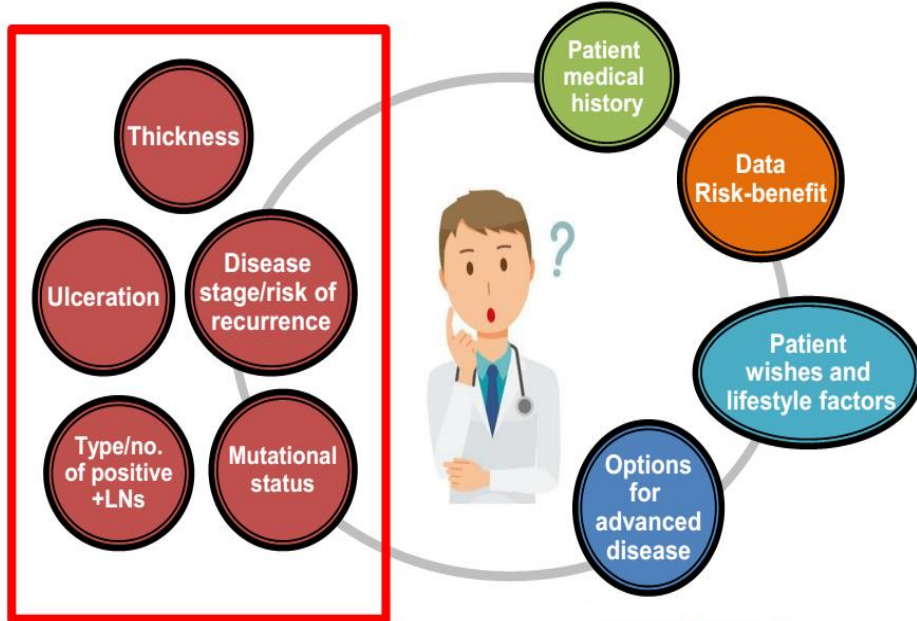 Thickness
Ulceration
Disease
stage/risk of
recurrence
Type/no.
of positive
+LNs
Mutational
status
Patient
medical
history
Data
Risk-benefit
Patient
wishes and
lifestyle factors
Options
for
advanced
disease
?